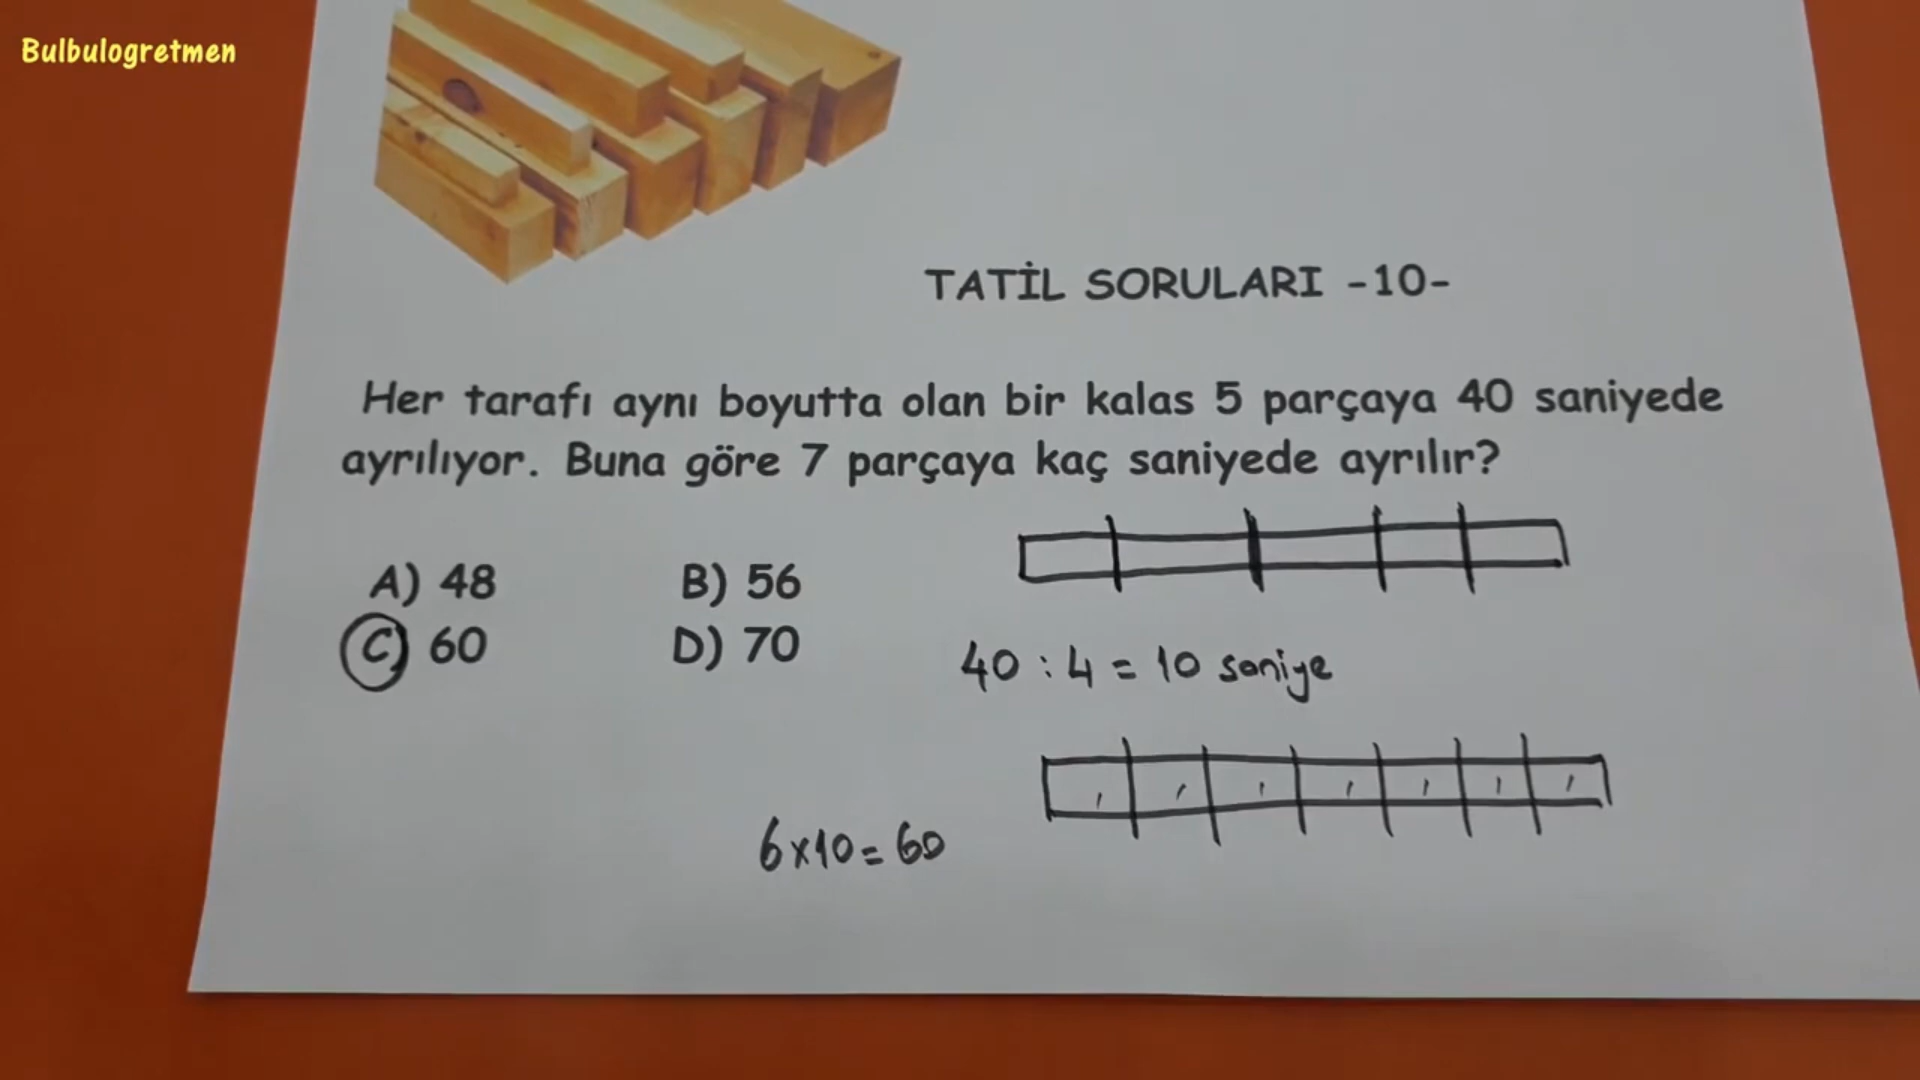 Bulbulogretmen
TATİL SORULARI -10-
Her tarafı aynı boyutta olan bir kalas 5 parçaya 40 saniyede
ayrılıyor. Buna göre 7 parçaya kaç saniyede ayrılır?
A) 48
B) 56
C) 60
D) 70
40 : 4 = 10 saniye
6x10=60